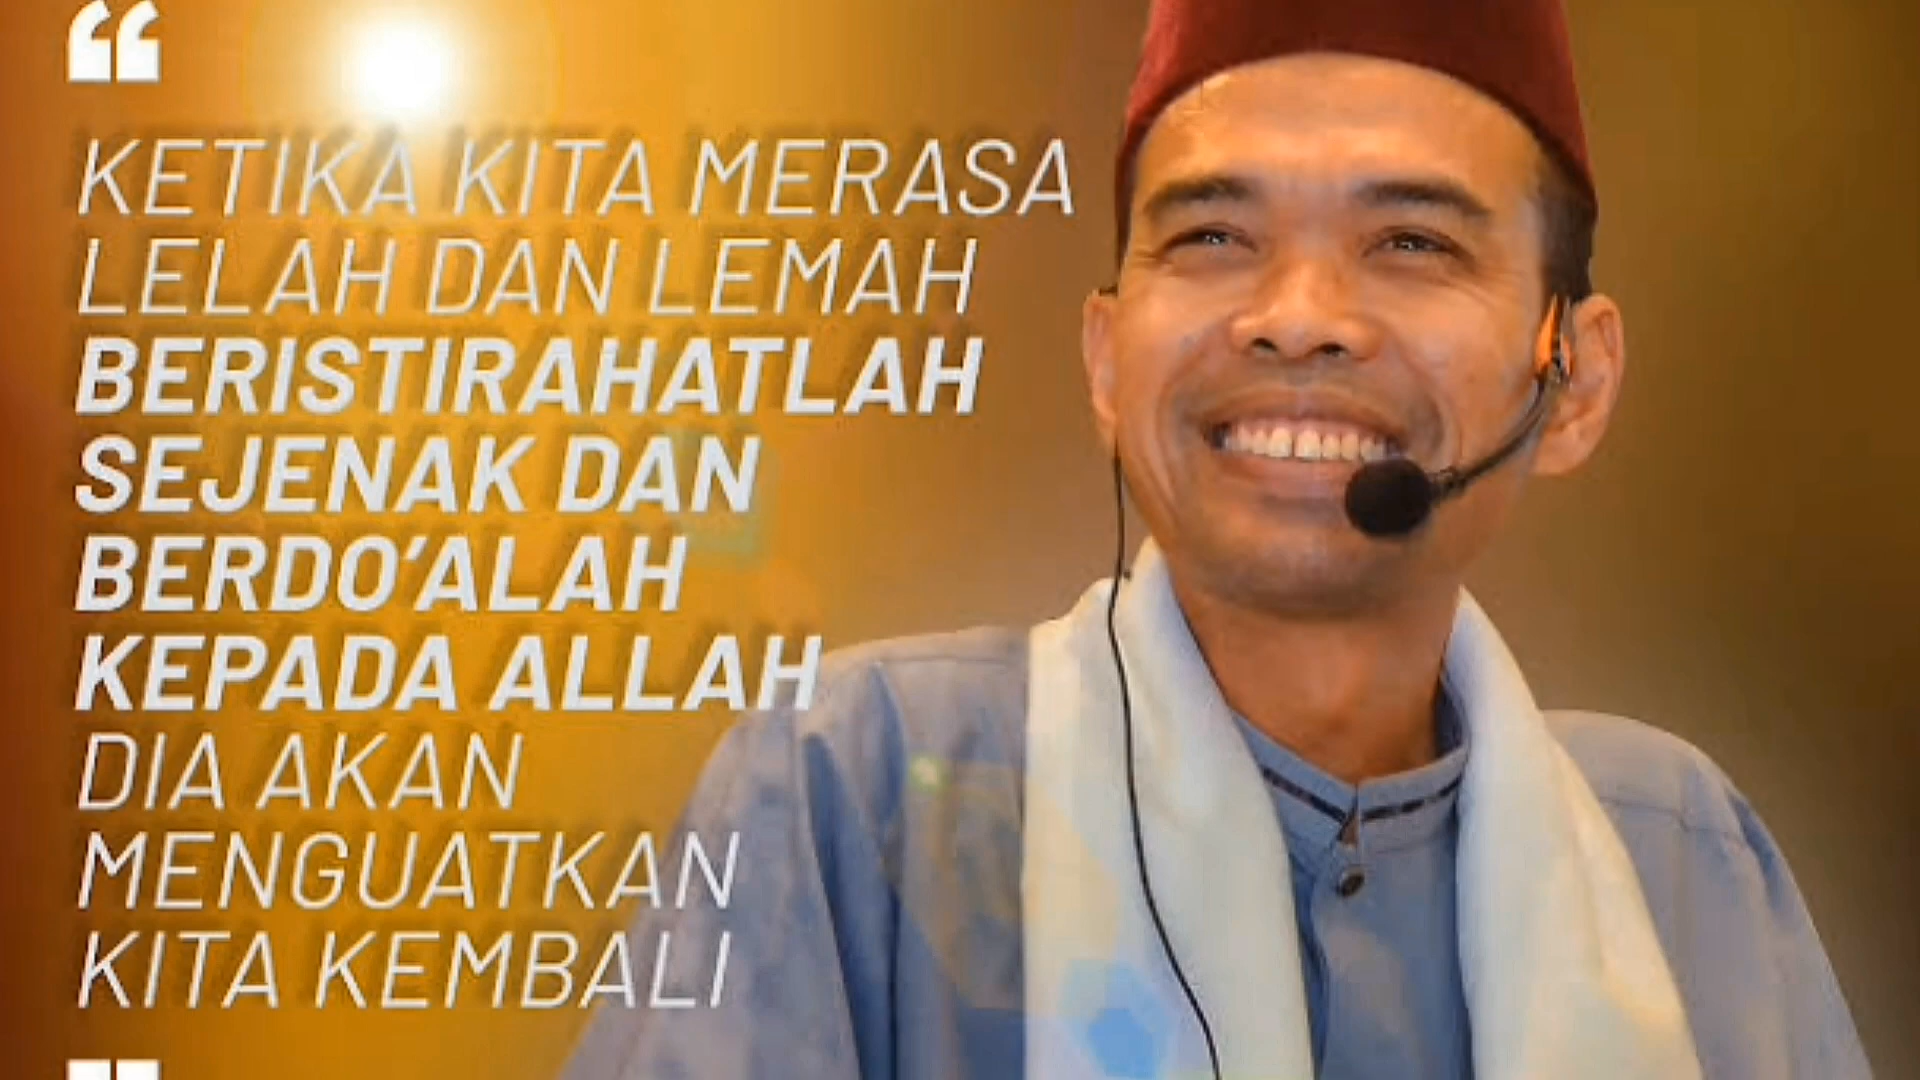 “
KETIKA KITA MERASA
LELAH DAN LEMAH
BERISTIRAHATLAH
SEJENAK DAN
BERDO’ALAH
KEPADA ALLAH
DIA AKAN
MENGUATKAN
KITA KEMBALI
"